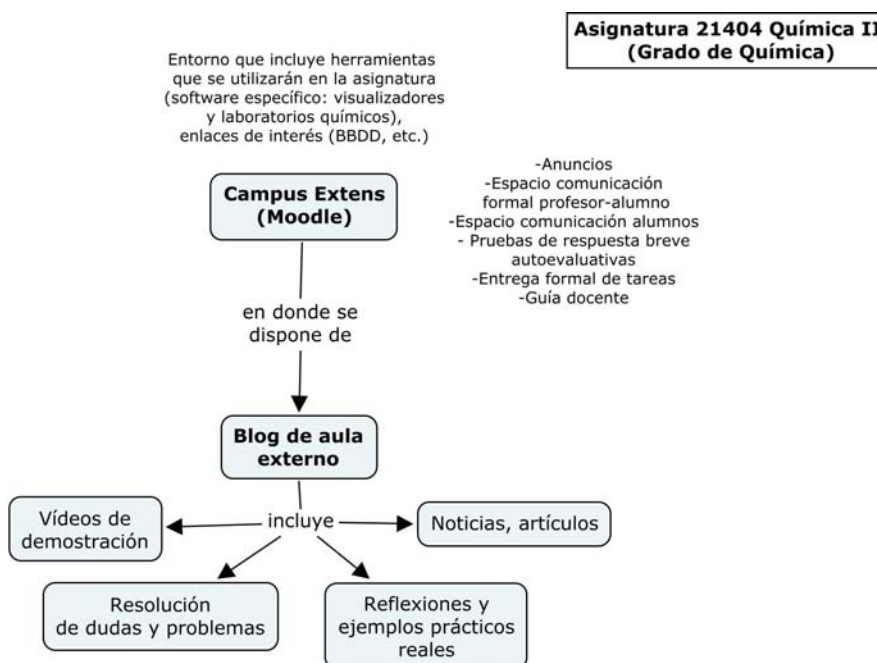 Asignatura 21404 Química II
(Grado de Química)
Entorno que incluye herramientas
que se utilizarán en la asignatura
(software específico: visualizadores
y laboratorios químicos),
enlaces de interés (BBDD, etc.)
-Anuncios
-Espacio comunicación
formal profesor-alumno
-Espacio comunicación alumnos
- Pruebas de respuesta breve
autoevaluativas
-Entrega formal de tareas
-Guía docente
Campus Extens
(Moodle)
en donde se
dispone de
Blog de aula
externo
incluye
Vídeos de
demostración
Noticias, artículos
Resolución
de dudas y problemas
Reflexiones y
ejemplos prácticos
reales